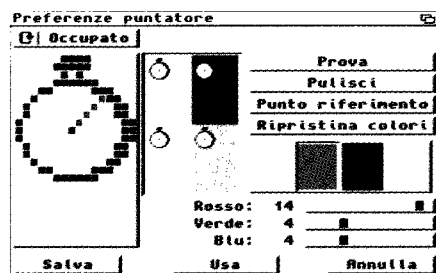 Preferenze puntatore
Occupato
Prova
Pulisci
Punto riferimento
Ripristina colori
Rosso: 14
Verde: 4
Blu: 4
Salva Usa Annulla